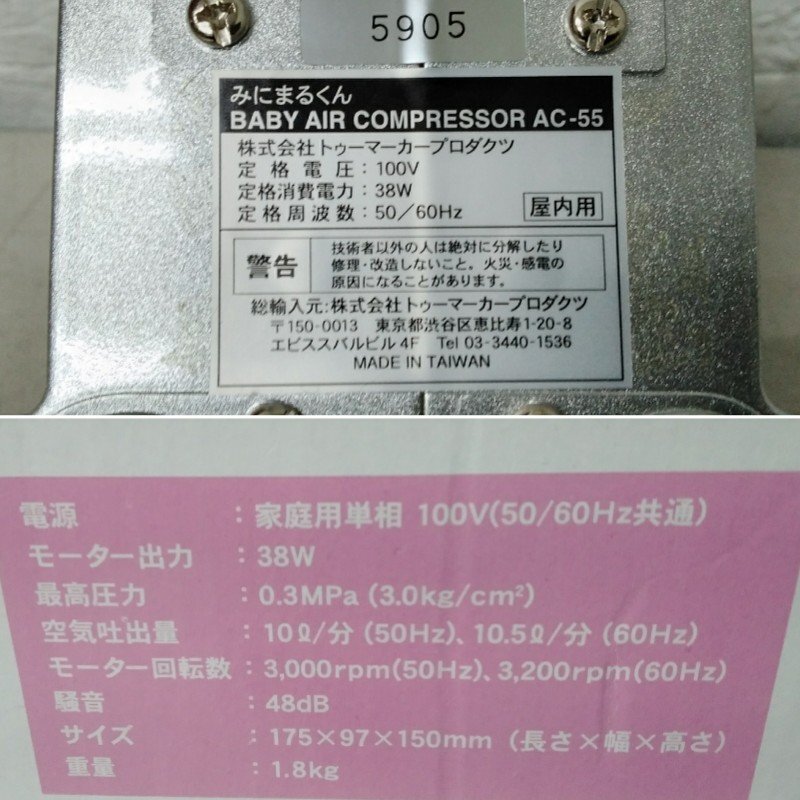 5905
みにまるくん
BABY AIR COMPRESSOR AC-55
株式会社トゥーマーカープロダクツ
定格電圧：100V
定格消費電力：38W
定格周波数：50／60Hz
屋内用
警告
技術者以外の人は絶対に分解したり
修理・改造しないこと。火災・感電の
原因になることがあります。
総輸入元：株式会社トゥーマーカープロダクツ
〒150-0013　東京都渋谷区恵比寿1-20-8
エビススバルビル4F　Tel 03-3440-1536
MADE IN TAIWAN
電源：家庭用単相 100V(50/60Hz共通)
モーター出力：38W
最高圧力：0.3MPa (3.0kg/cm²)
空気吐出量：10ℓ/分 (50Hz)、10.5ℓ/分 (60Hz)
モーター回転数：3,000rpm(50Hz)、3,200rpm(60Hz)
騒音：48dB
サイズ：175×97×150mm (長さ×幅×高さ)
重量：1.8kg